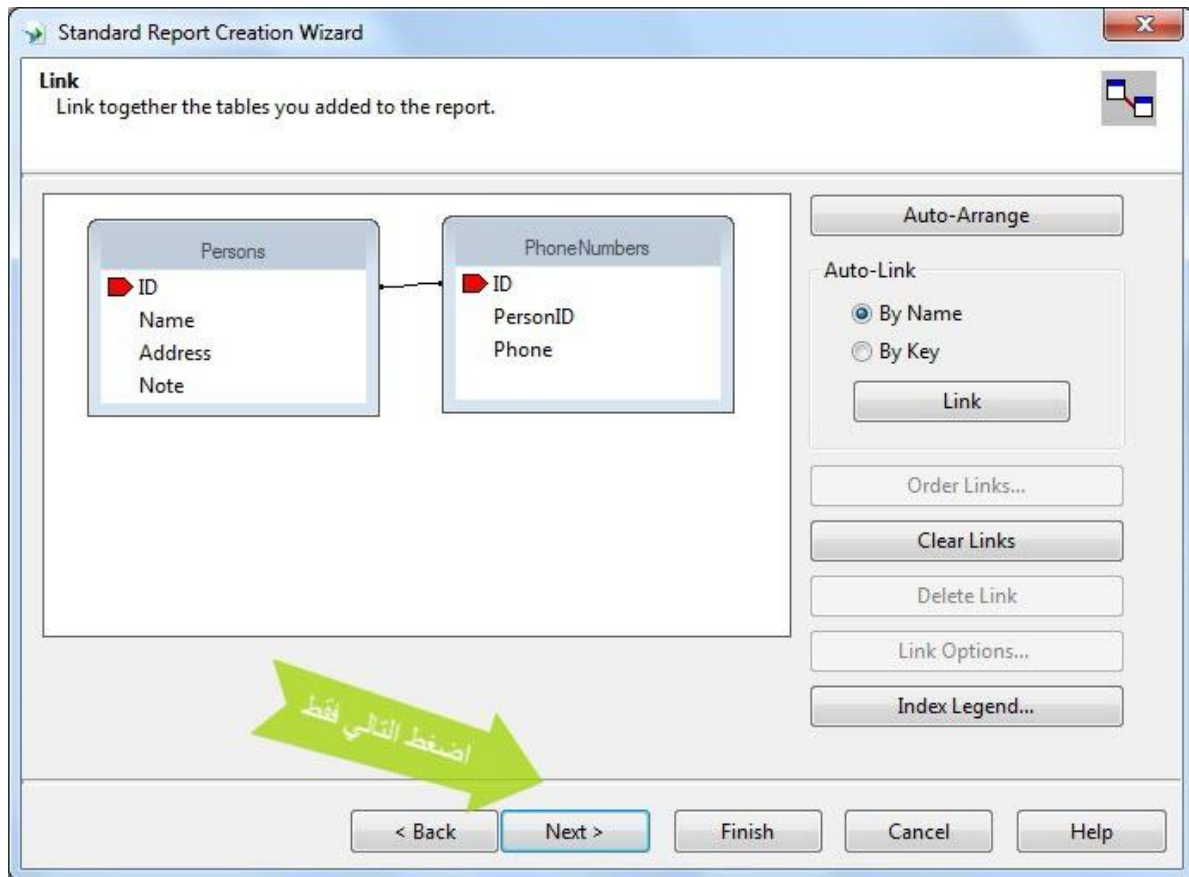 Standard Report Creation Wizard
Link
Link together the tables you added to the report.
Persons
ID
Name
Address
Note
PhoneNumbers
ID
PersonID
Phone
Auto-Arrange
Auto-Link
By Name
By Key
Link
Order Links...
Clear Links
Delete Link
Link Options...
Index Legend...
اضغط التالي فقط
< Back
Next >
Finish
Cancel
Help